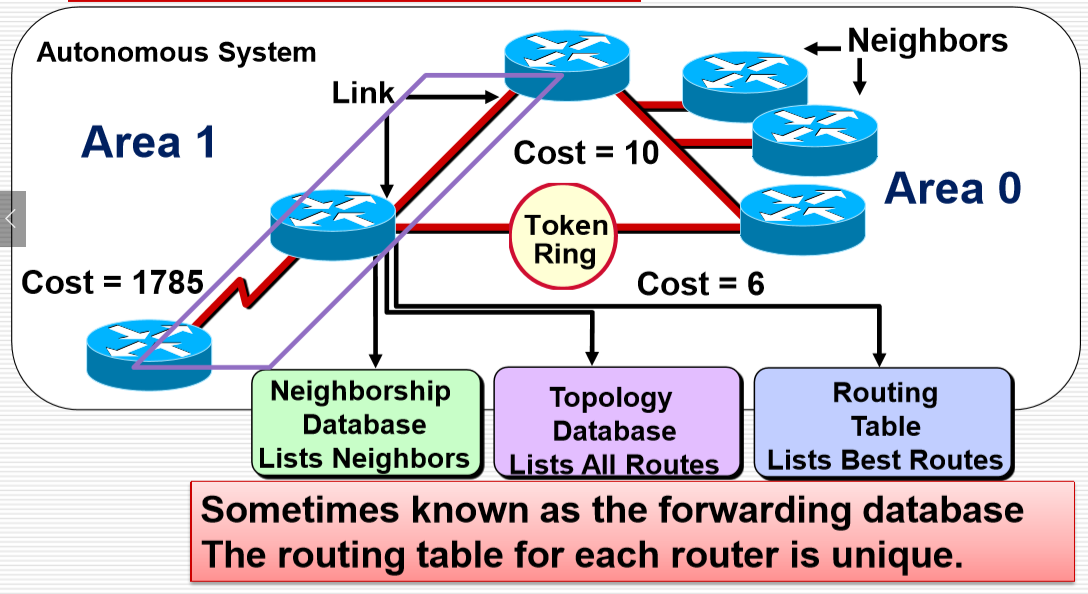 Autonomous System
Neighbors
Link
Area 1
Cost = 10
Area 0
Token
Ring
Cost = 1785
Cost = 6
Neighborship
Database
Lists Neighbors
Topology
Database
Lists All Routes
Routing
Table
Lists Best Routes
Sometimes known as the forwarding database
The routing table for each router is unique.